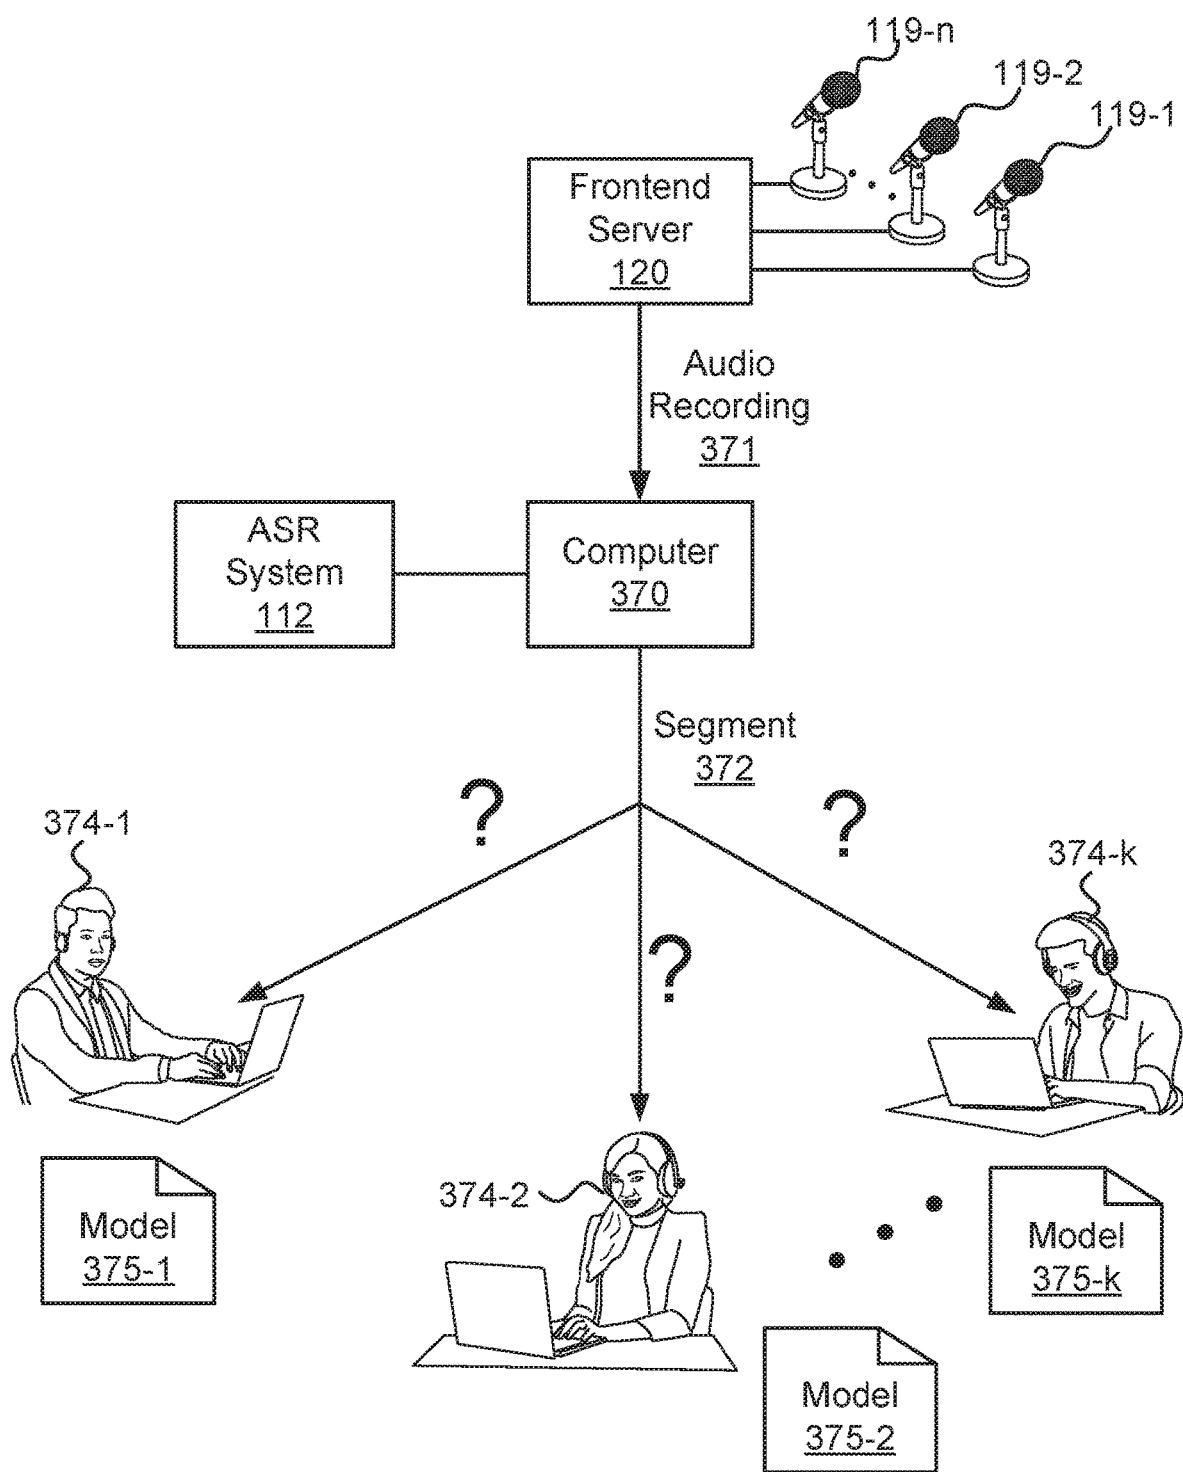 119-n
119-2
119-1
Frontend
Server
120
Audio
Recording
371
ASR
System
112
Computer
370
Segment
372
?
?
374-1
374-k
?
374-2
Model
375-1
Model
375-k
Model
375-2